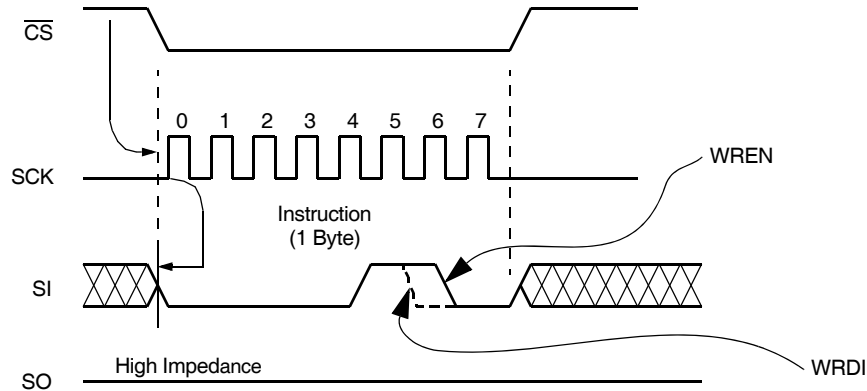 CS
0 1 2 3 4 5 6 7
WREN
SCK
Instruction
(1 Byte)
SI
High Impedance
WRDI
SO